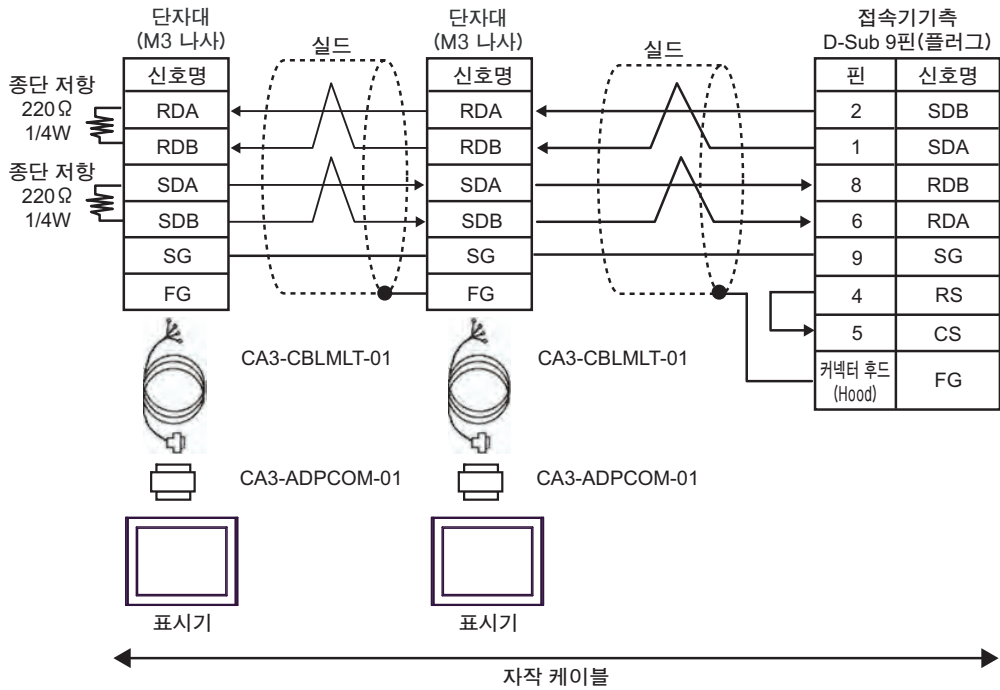 단자대
(M3 나사)
단자대
(M3 나사)
접속기기측
D-Sub 9핀(플러그)
실드
실드
종단 저항
220Ω
1/4W
종단 저항
220Ω
1/4W
신호명
RDA
RDB
SDA
SDB
SG
FG
신호명
RDA
RDB
SDA
SDB
SG
FG
핀 신호명
2 SDB
1 SDA
8 RDB
6 RDA
9 SG
4 RS
5 CS
커넥터 후드
(Hood) FG
CA3-CBLMLT-01
CA3-CBLMLT-01
CA3-ADPCOM-01
CA3-ADPCOM-01
표시기
표시기
자작 케이블